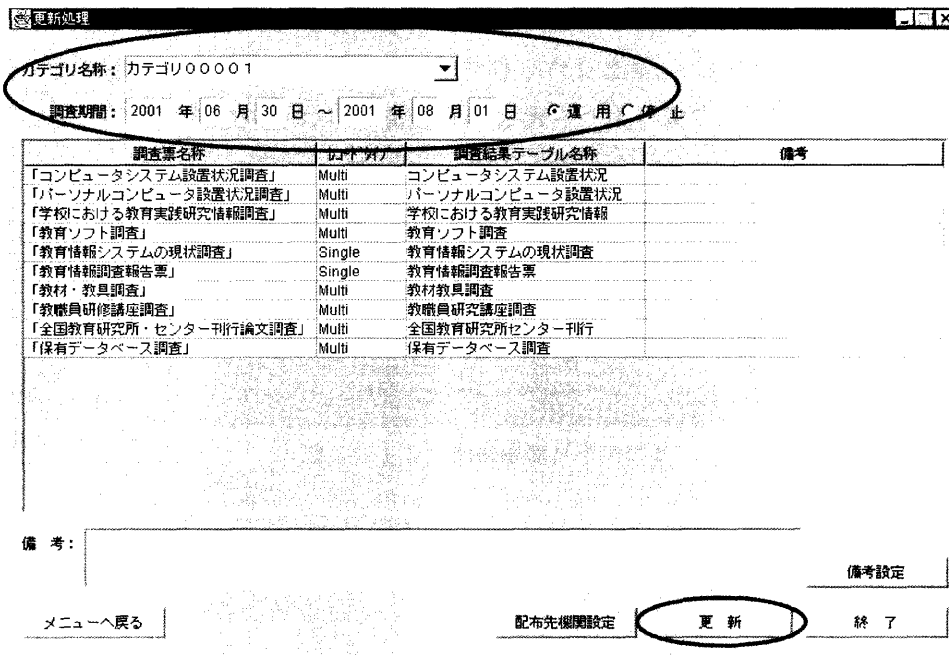 更新処理
カテゴリ名称： カテゴリ００００１
調査期間： 2001 年 06 月 30 日 ～ 2001 年 08 月 01 日 運 用 停 止
調査票名称 ﾚｺｰﾄﾞﾀｲﾌﾟ 調査結果テーブル名称 備考
「コンピュータシステム設置状況調査」 Multi コンピュータシステム設置状況
「パーソナルコンピュータ設置状況調査」 Multi パーソナルコンピュータ設置状況
「学校における教育実践研究情報調査」 Multi 学校における教育実践研究情報
「教育ソフト調査」 Multi 教育ソフト調査
「教育情報システムの現状調査」 Single 教育情報システムの現状調査
「教育情報調査報告票」 Single 教育情報調査報告票
「教材・教具調査」 Multi 教材教具調査
「教職員研修講座調査」 Multi 教職員研究講座調査
「全国教育研究所・センター刊行論文調査」 Multi 全国教育研究所センター刊行
「保有データベース調査」 Multi 保有データベース調査
備 考：
備考設定
メニューへ戻る 配布先機関設定 更 新 終 了